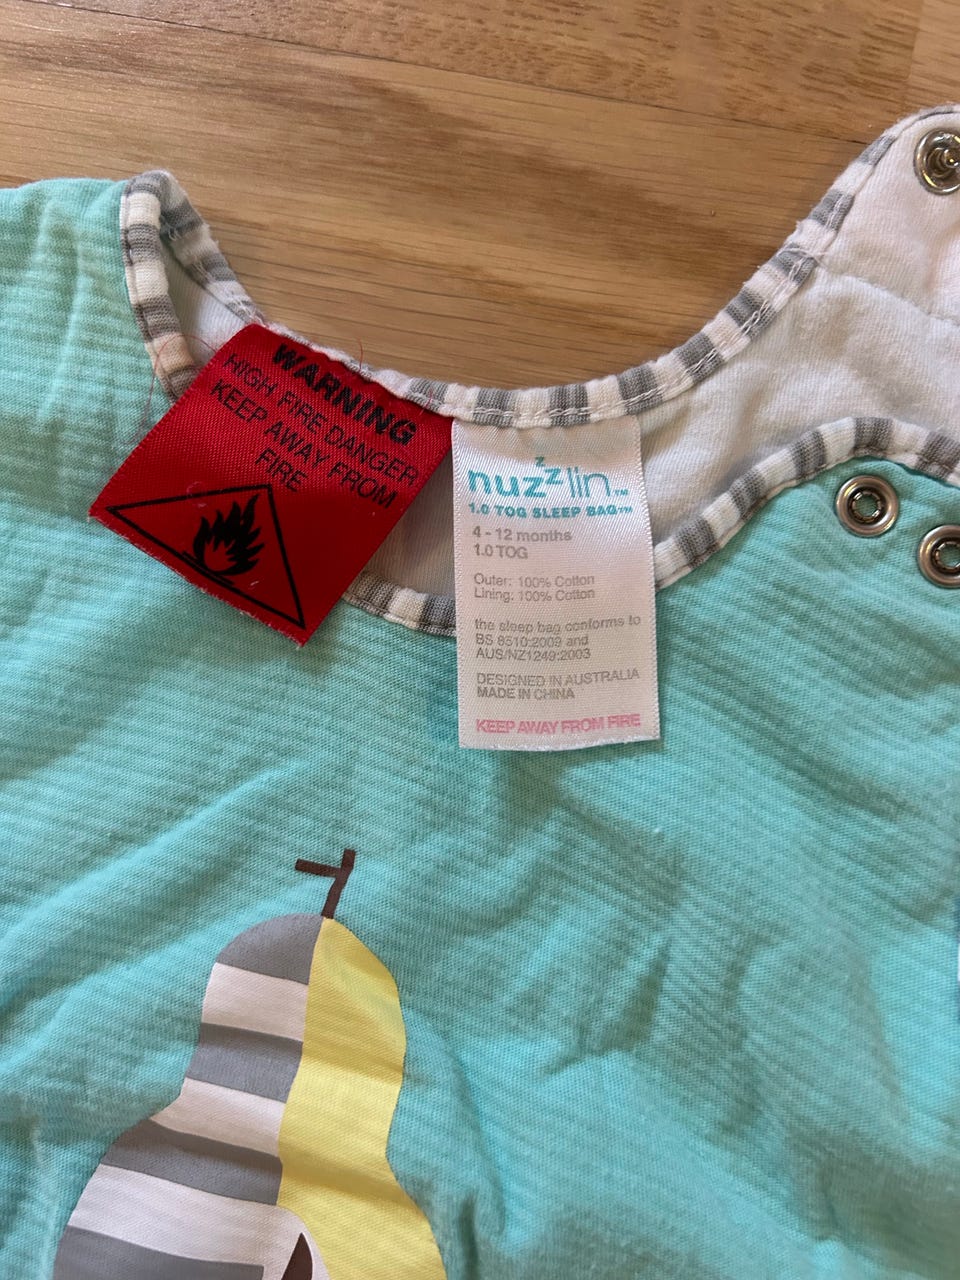 WARNING
HIGH FIRE DANGER
KEEP AWAY FROM
FIRE
nuzzzlin™
1.0 TOG SLEEP BAG™
4 - 12 months
1.0 TOG
Outer: 100% Cotton
Lining: 100% Cotton
the sleep bag conforms to
BS 8510:2009 and
AUS/NZ1249:2003
DESIGNED IN AUSTRALIA
MADE IN CHINA
KEEP AWAY FROM FIRE